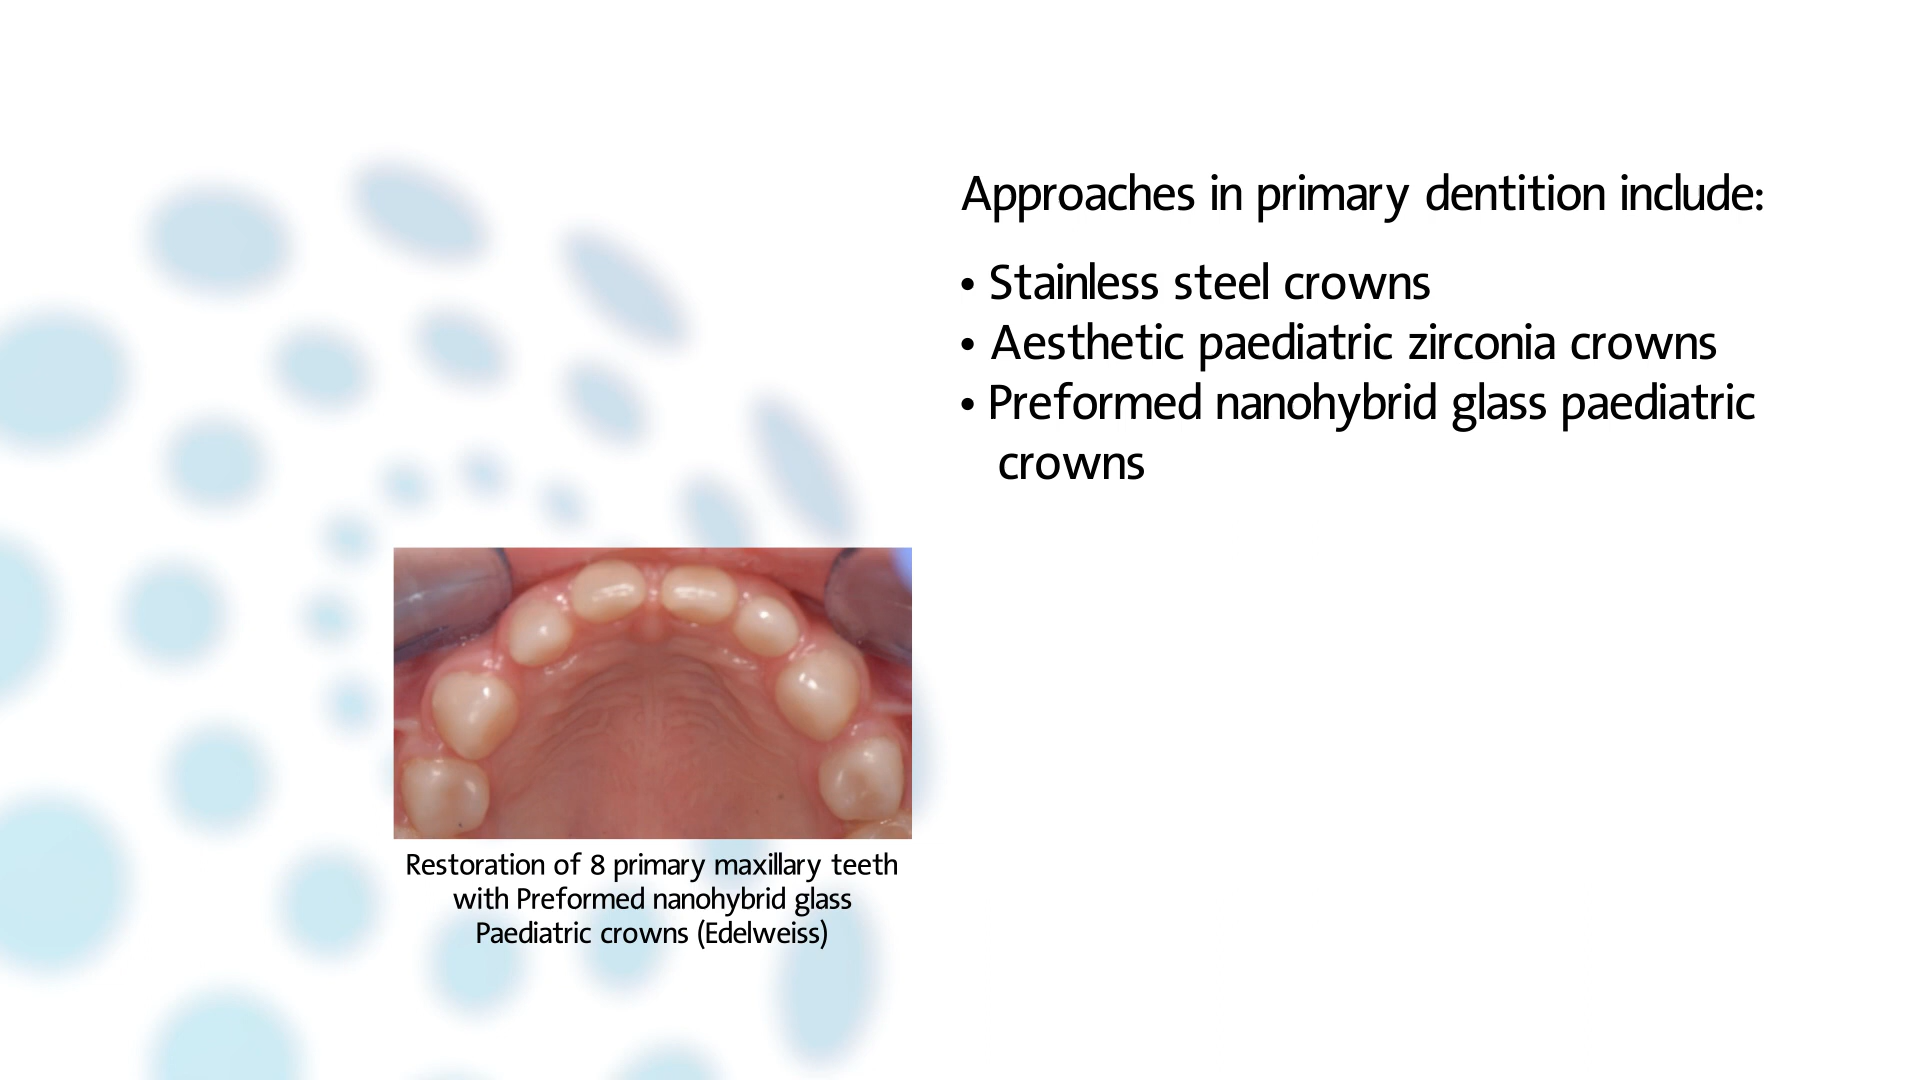 Approaches in primary dentition include:
• Stainless steel crowns
• Aesthetic paediatric zirconia crowns
• Preformed nanohybrid glass paediatric
crowns
Restoration of 8 primary maxillary teeth
with Preformed nanohybrid glass
Paediatric crowns (Edelweiss)